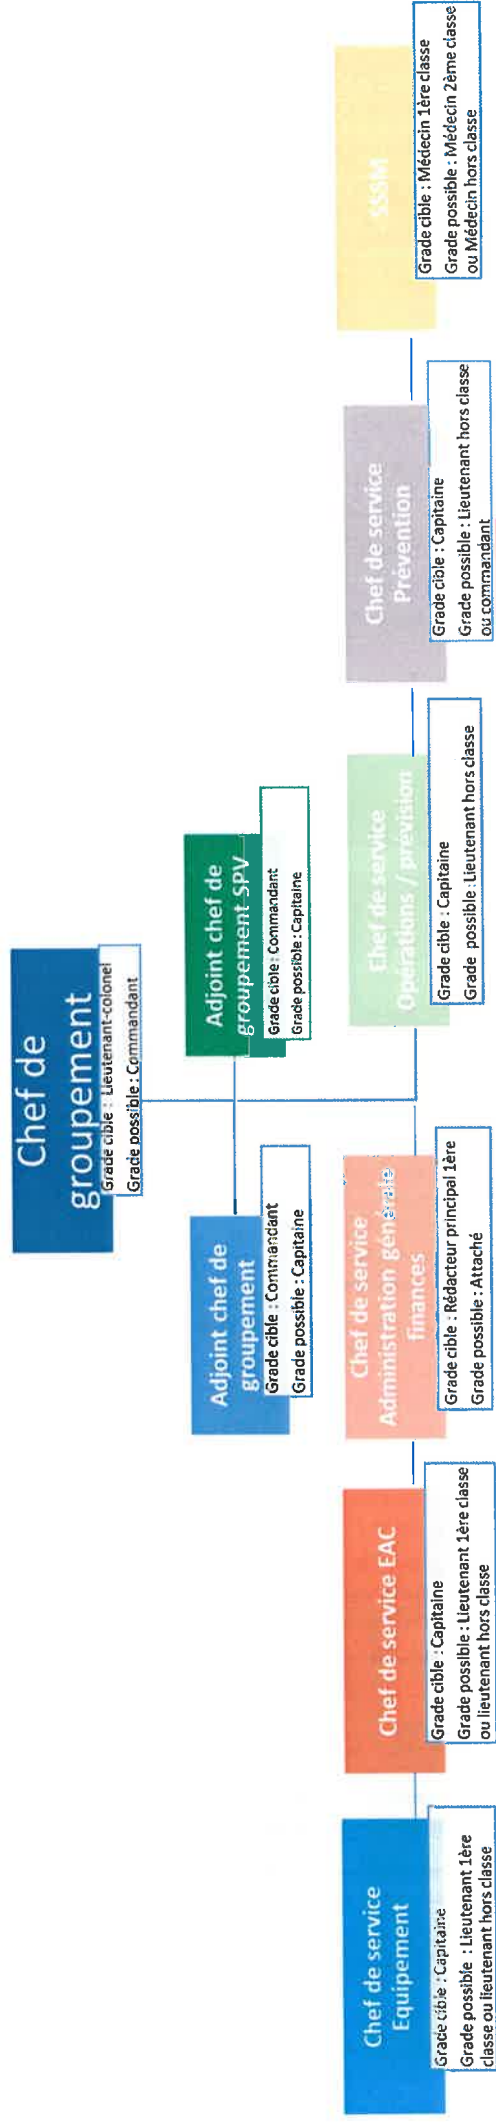 Chef de
groupement
Grade cible : Lieutenant-colonel
Grade possible : Commandant
Adjoint chef de
groupement
Grade cible : Commandant
Grade possible : Capitaine
Adjoint chef de
groupement SPV
Grade cible : Commandant
Grade possible : Capitaine
Chef de service
Equipement
Grade cible : Capitaine
Grade possible : Lieutenant 1ère
classe ou lieutenant hors classe
Chef de service EAC
Grade cible : Capitaine
Grade possible : Lieutenant 1ère classe
ou lieutenant hors classe
Chef de service
Administration générale
finances
Grade cible : Rédacteur principal 1ère
Grade possible : Attaché
Chef de service
Opérations / prévision
Grade cible : Capitaine
Grade possible : Lieutenant hors classe
Chef de service
Prévention
Grade cible : Capitaine
Grade possible : Lieutenant hors classe
ou commandant
SSSM
Grade cible : Médecin 1ère classe
Grade possible : Médecin 2ème classe
ou Médecin hors classe